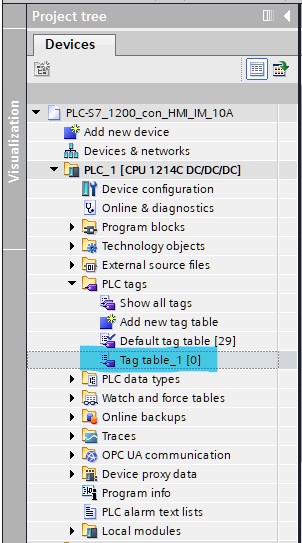 Project tree
Devices
Visualization
PLC-S7_1200_con_HMI_IM_10A
Add new device
Devices & networks
PLC_1 [CPU 1214C DC/DC/DC]
Device configuration
Online & diagnostics
Program blocks
Technology objects
External source files
PLC tags
Show all tags
Add new tag table
Default tag table [29]
Tag table_1 [0]
PLC data types
Watch and force tables
Online backups
Traces
OPC UA communication
Device proxy data
Program info
PLC alarm text lists
Local modules